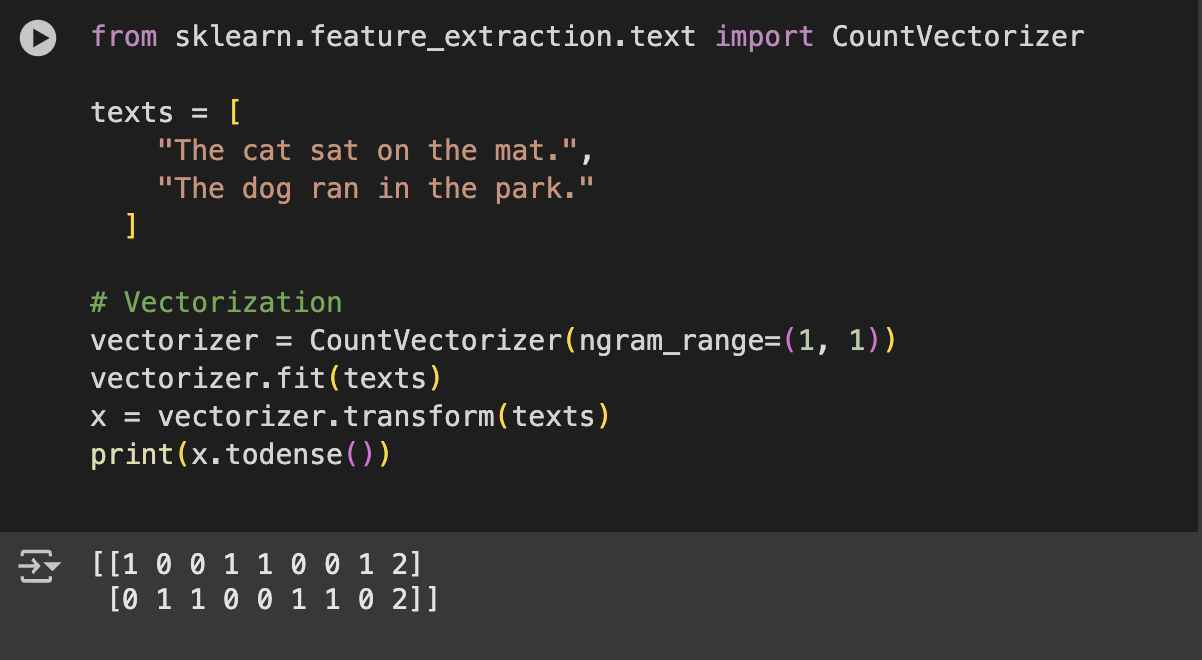 from sklearn.feature_extraction.text import CountVectorizer
texts = [
"The cat sat on the mat.",
"The dog ran in the park."
]
# Vectorization
vectorizer = CountVectorizer(ngram_range=(1, 1))
vectorizer.fit(texts)
x = vectorizer.transform(texts)
print(x.todense())
[[1 0 0 1 1 0 0 1 2]
[0 1 1 0 0 1 1 0 2]]